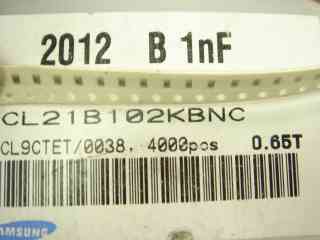 2012 B 1nF
CL21B102KBNC
CL9CTET/0038. 4000pcs 0.65T
SAMSUNG